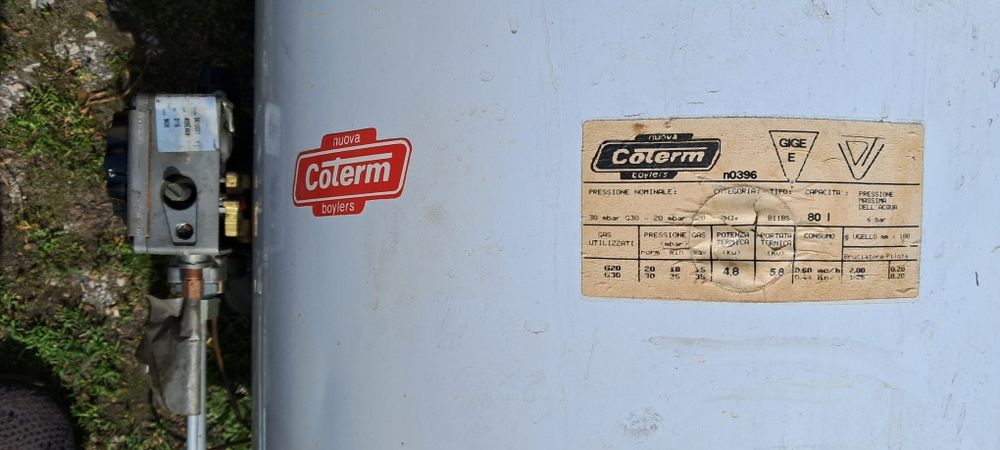 nuova
Coterm
boylers
nuova
Coterm
boylers
n0396
GIGE
E
PRESSIONE NOMINALE: CATEGORIA: TIPO: CAPACITA : PRESSIONE
MASSIMA
DELL'ACQUA
30 mbar G30 - 20 mbar G20 2H3+ B11BS 80 l 6 bar
GAS PRESSIONE GAS POTENZA PORTATA CONSUMO UGELLO mm x 100
UTILIZZATI (mbar) TERMICA TERMICA
norm min max (KW) (KW) Bruciatore Pilota
G20 20 18 4.8 5.8 0.60 mc/h 2.00 0.20
G30 30 25 35 1.25 0.20